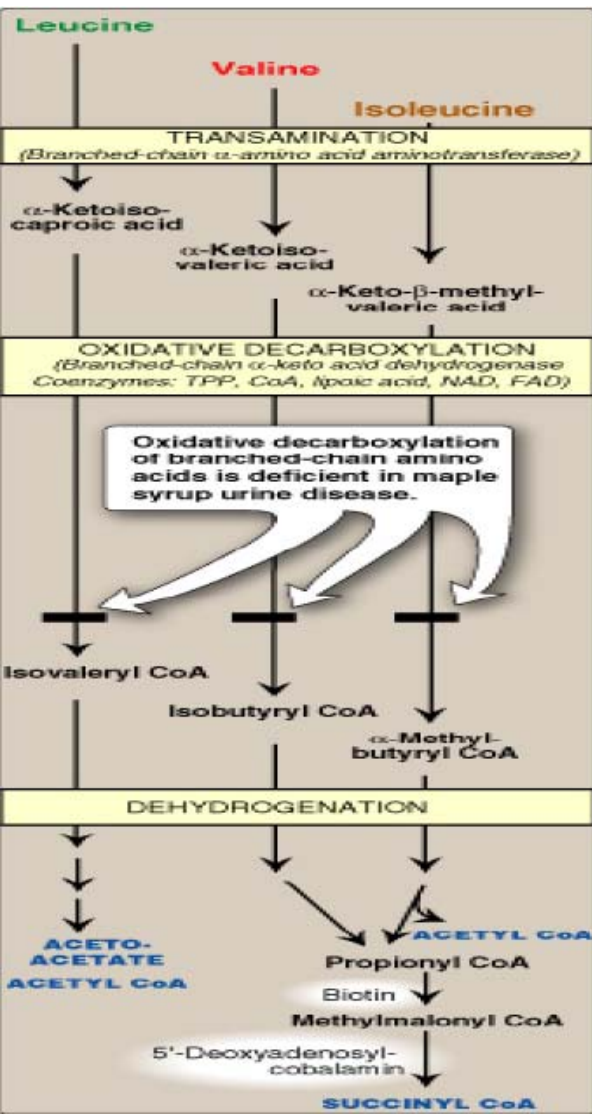 Leucine
Valine
Isoleucine
TRANSAMINATION
(Branched-chain α-amino acid aminotransferase)
α-Ketoiso-
caproic acid
α-Ketoiso-
valeric acid
α-Keto-β-methyl-
valeric acid
OXIDATIVE DECARBOXYLATION
(Branched-chain α-keto acid dehydrogenase
Coenzymes: TPP, CoA, lipoic acid, NAD, FAD)
Oxidative decarboxylation
of branched-chain amino
acids is deficient in maple
syrup urine disease.
Isovaleryl CoA
Isobutyryl CoA
α-Methyl-
butyryl CoA
DEHYDROGENATION
ACETO-
ACETATE
ACETYL CoA
ACETYL CoA
Propionyl CoA
Biotin
Methylmalonyl CoA
5'-Deoxyadenosyl-
cobalamin
SUCCINYL CoA